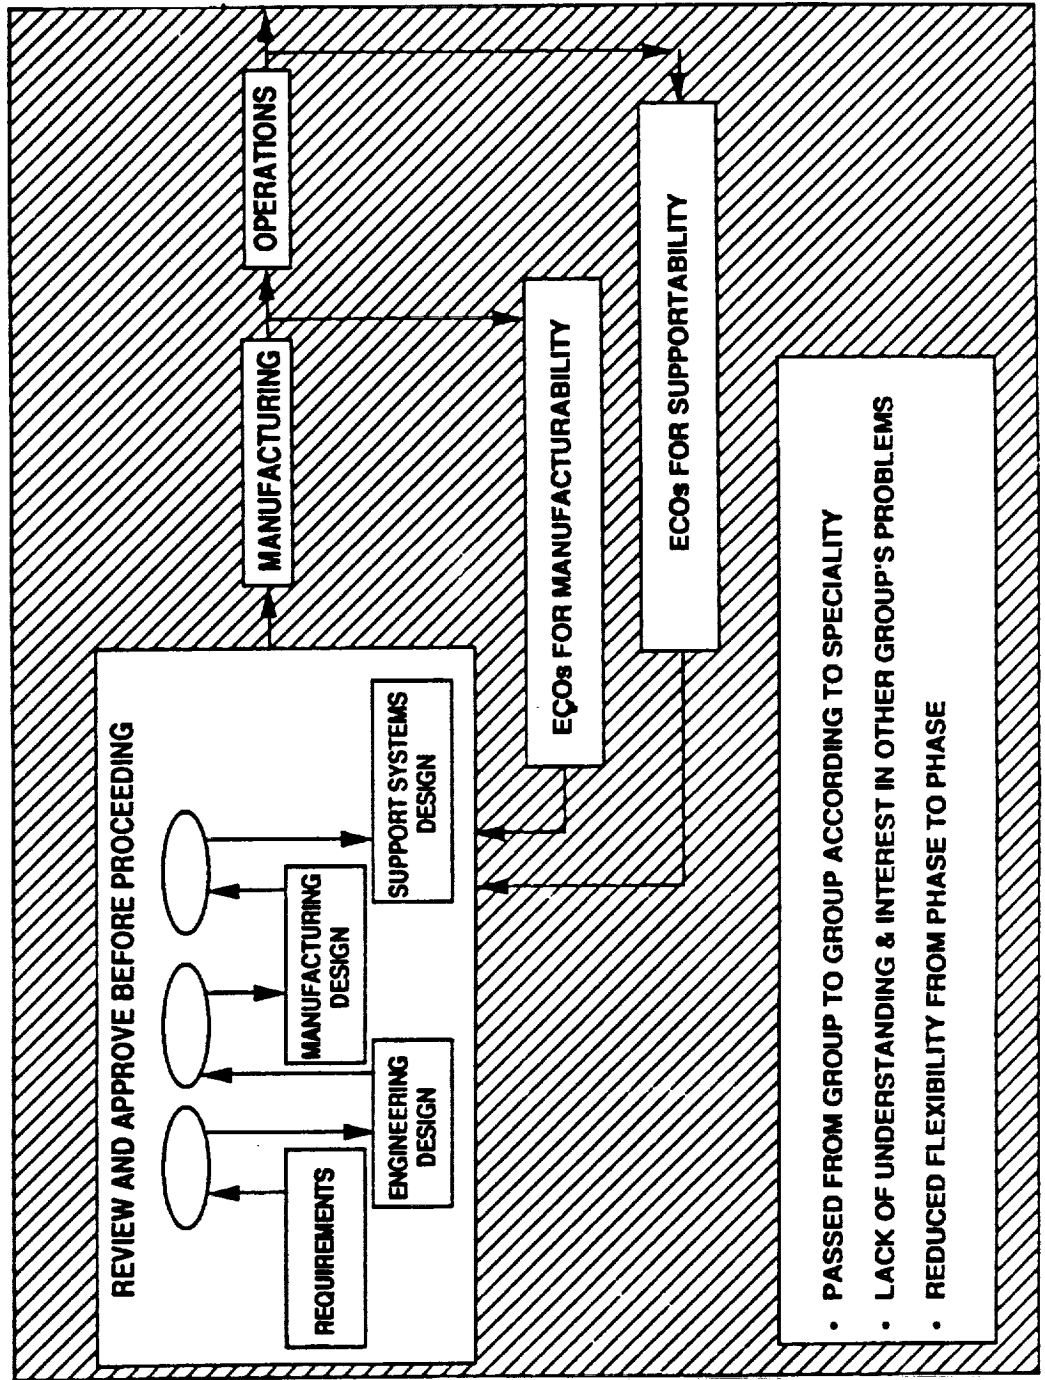 REVIEW AND APPROVE BEFORE PROCEEDING
REQUIREMENTS
ENGINEERING
DESIGN
MANUFACTURING
DESIGN
SUPPORT SYSTEMS
DESIGN
MANUFACTURING
OPERATIONS
ECOs FOR MANUFACTURABILITY
ECOs FOR SUPPORTABILITY
• PASSED FROM GROUP TO GROUP ACCORDING TO SPECIALITY
• LACK OF UNDERSTANDING & INTEREST IN OTHER GROUP'S PROBLEMS
• REDUCED FLEXIBILITY FROM PHASE TO PHASE